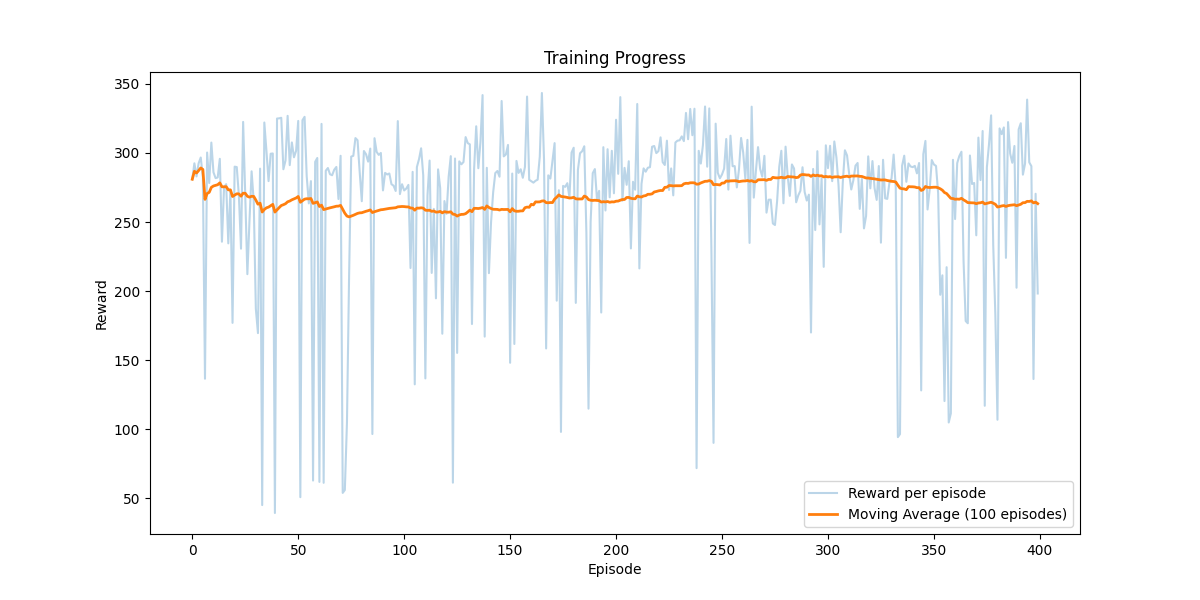 Training Progress
350
300
250
200
150
100
50
Reward
0 50 100 150 200 250 300 350 400
Episode
Reward per episode
Moving Average (100 episodes)